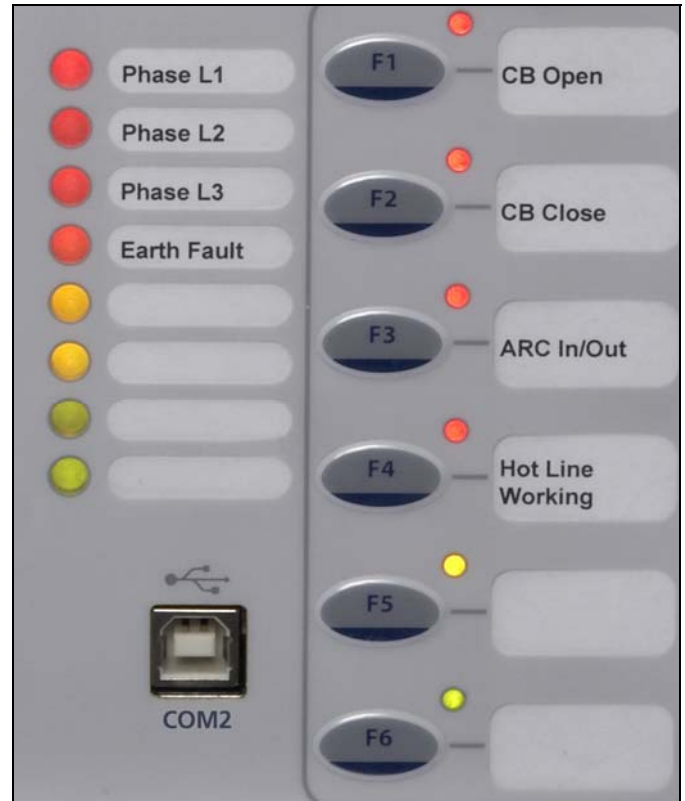 Phase L1
Phase L2
Phase L3
Earth Fault
COM2
F1
CB Open
F2
CB Close
F3
ARC In/Out
F4
Hot Line
Working
F5
F6